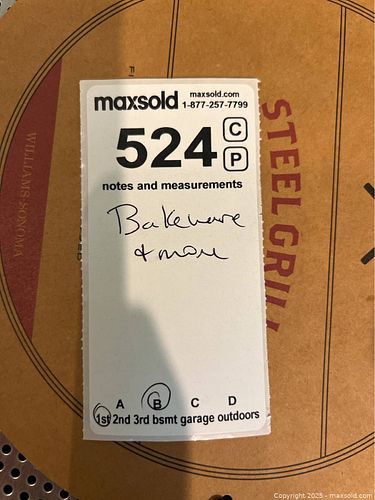 maxsold maxsold.com
1-877-257-7799
524 C
P
notes and measurements
Bakeware
& more
A B C D
1st 2nd 3rd bsmt garage outdoors
WILLIAMS-SONOMA
STEEL GRILL
Copyright 2025 - maxsold.com